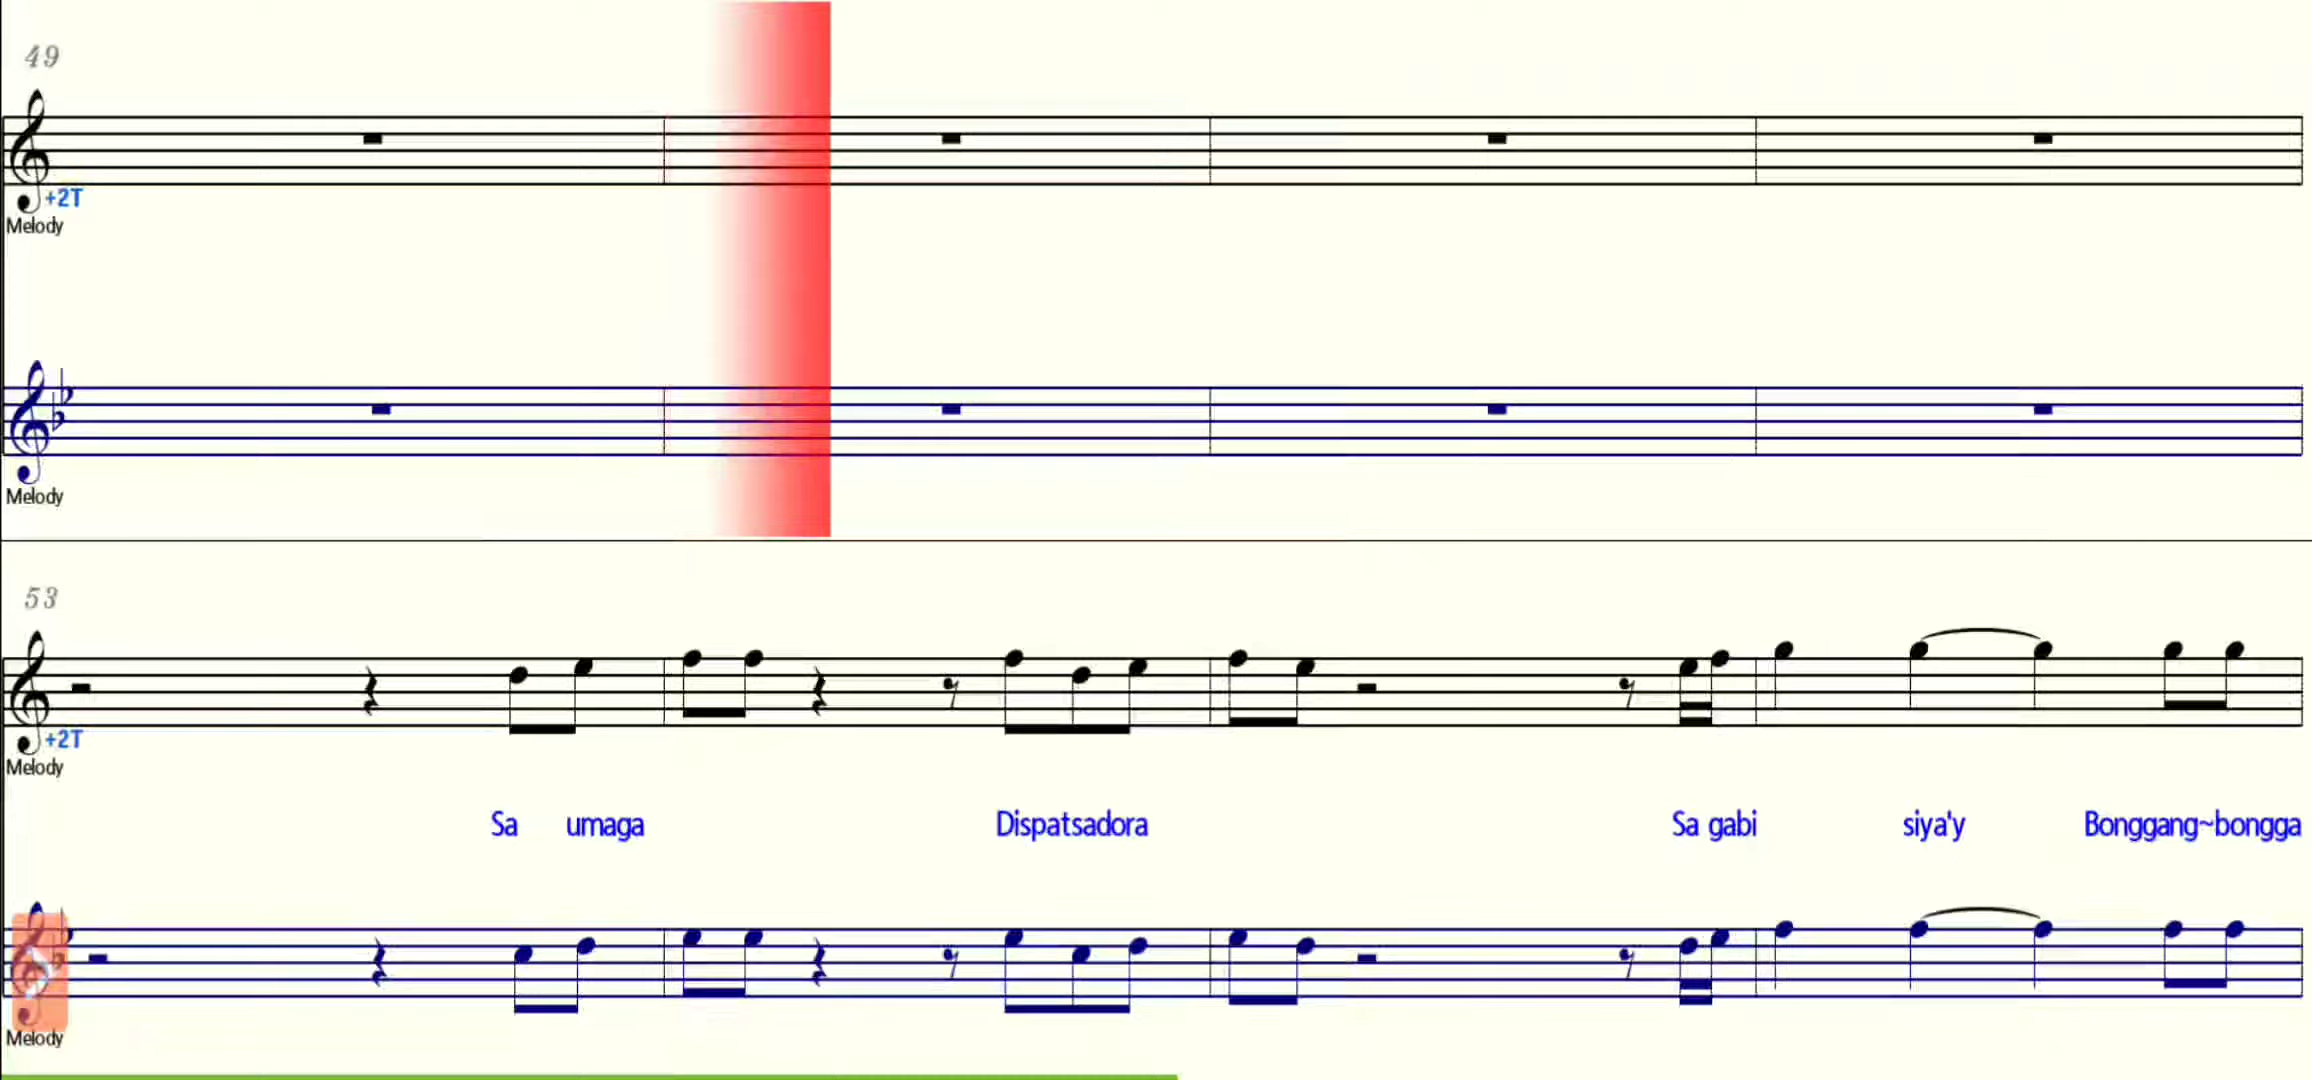 49
+2T
Melody
Melody
53
+2T
Melody
Sa umaga Dispatsadora Sa gabi siya'y Bonggang~bongga
Melody